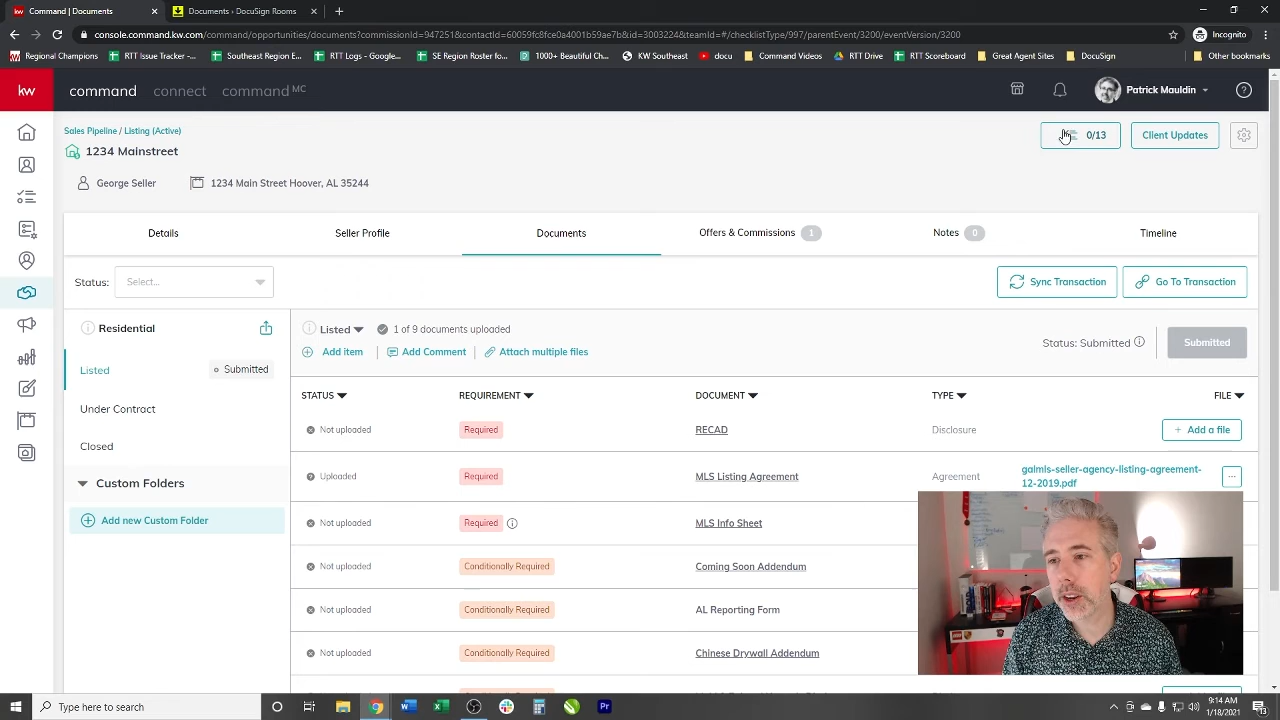 Command | Documents
Documents › DocuSign Rooms
console.command.kw.com/command/opportunities/documents?commissionId=947251&contactId=60059fc8fce0a4001b59ae7b&id=3003224&teamId=#/checklistType/997/parentEvent/3200/eventVersion/3200
Incognito
Regional Champions
RTT Issue Tracker -...
Southeast Region E...
RTT Logs - Google...
SE Region Roster fo...
1000+ Beautiful Ch...
KW Southeast
docu
Command Videos
RTT Drive
RTT Scoreboard
Great Agent Sites
DocuSign
Other bookmarks
kw
command
connect
command MC
Patrick Mauldin
Sales Pipeline / Listing (Active)
0/13
Client Updates
1234 Mainstreet
George Seller
1234 Main Street Hoover, AL 35244
Details
Seller Profile
Documents
Offers & Commissions 1
Notes 0
Timeline
Status:
Select...
Sync Transaction
Go To Transaction
Residential
Listed
1 of 9 documents uploaded
Add item
Add Comment
Attach multiple files
Status: Submitted
Submitted
Listed
Submitted
Under Contract
Closed
Custom Folders
Add new Custom Folder
STATUS
REQUIREMENT
DOCUMENT
TYPE
FILE
Not uploaded
Required
RECAD
Disclosure
+ Add a file
Uploaded
Required
MLS Listing Agreement
Agreement
galmls-seller-agency-listing-agreement-
12-2019.pdf
Not uploaded
Required
MLS Info Sheet
Not uploaded
Conditionally Required
Coming Soon Addendum
Not uploaded
Conditionally Required
AL Reporting Form
Not uploaded
Conditionally Required
Chinese Drywall Addendum
Type here to search
9:14 AM
1/18/2021